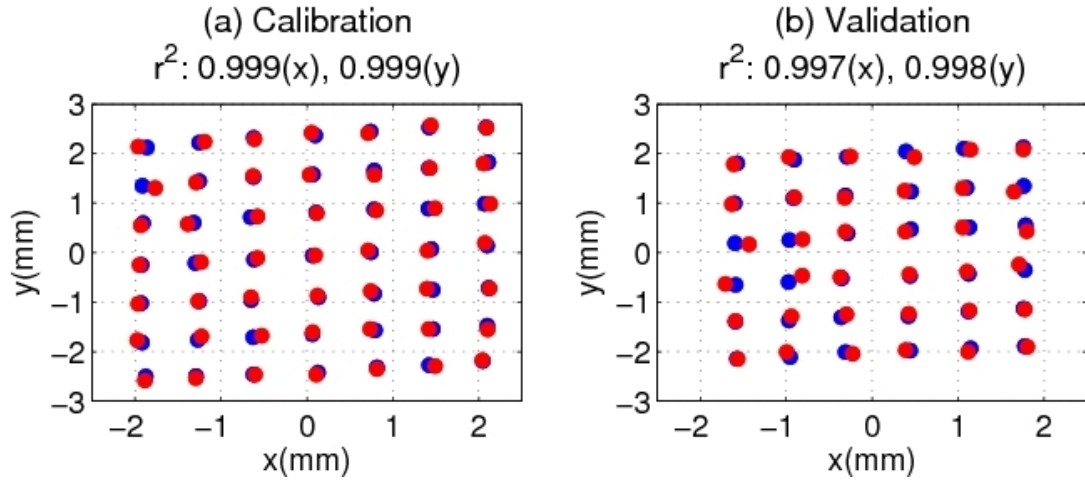 (a) Calibration
r²: 0.999(x), 0.999(y)
3
2
1
0
−1
−2
−3
y(mm)
−2 −1 0 1 2
x(mm)
(b) Validation
r²: 0.997(x), 0.998(y)
3
2
1
0
−1
−2
−3
y(mm)
−2 −1 0 1 2
x(mm)